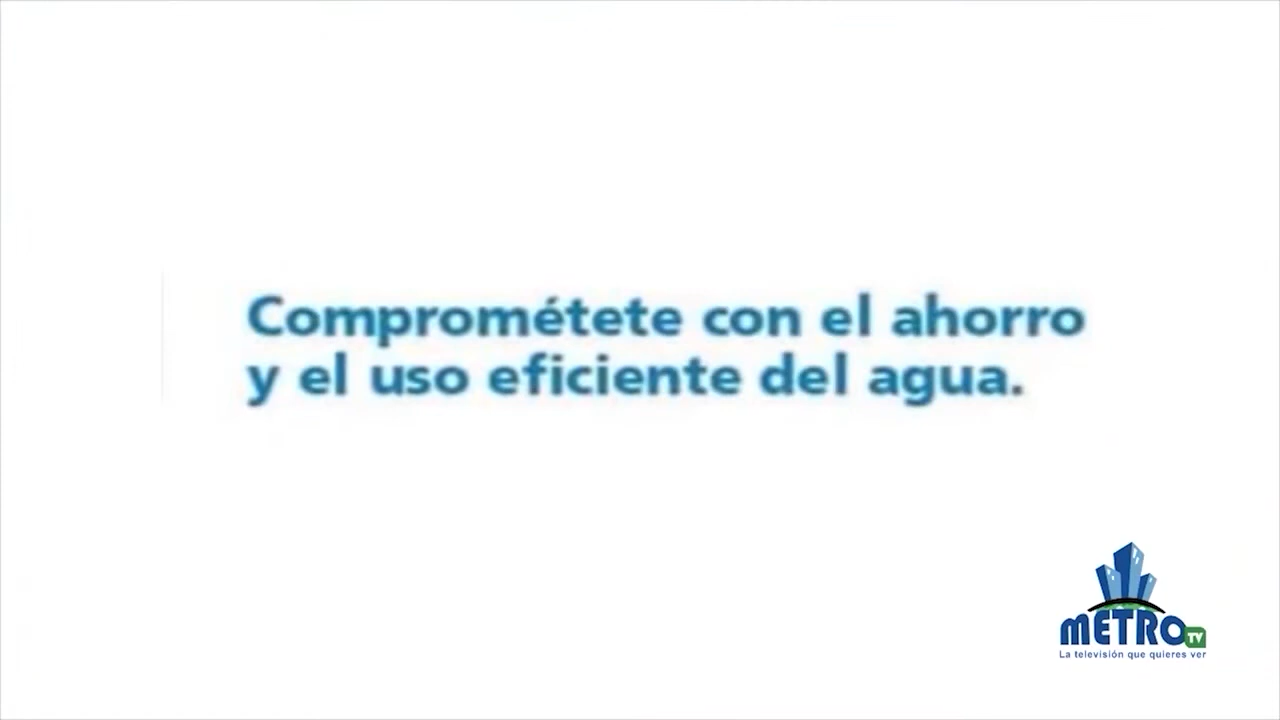 Comprométete con el ahorro
y el uso eficiente del agua.
METRO TV
La televisión que quieres ver